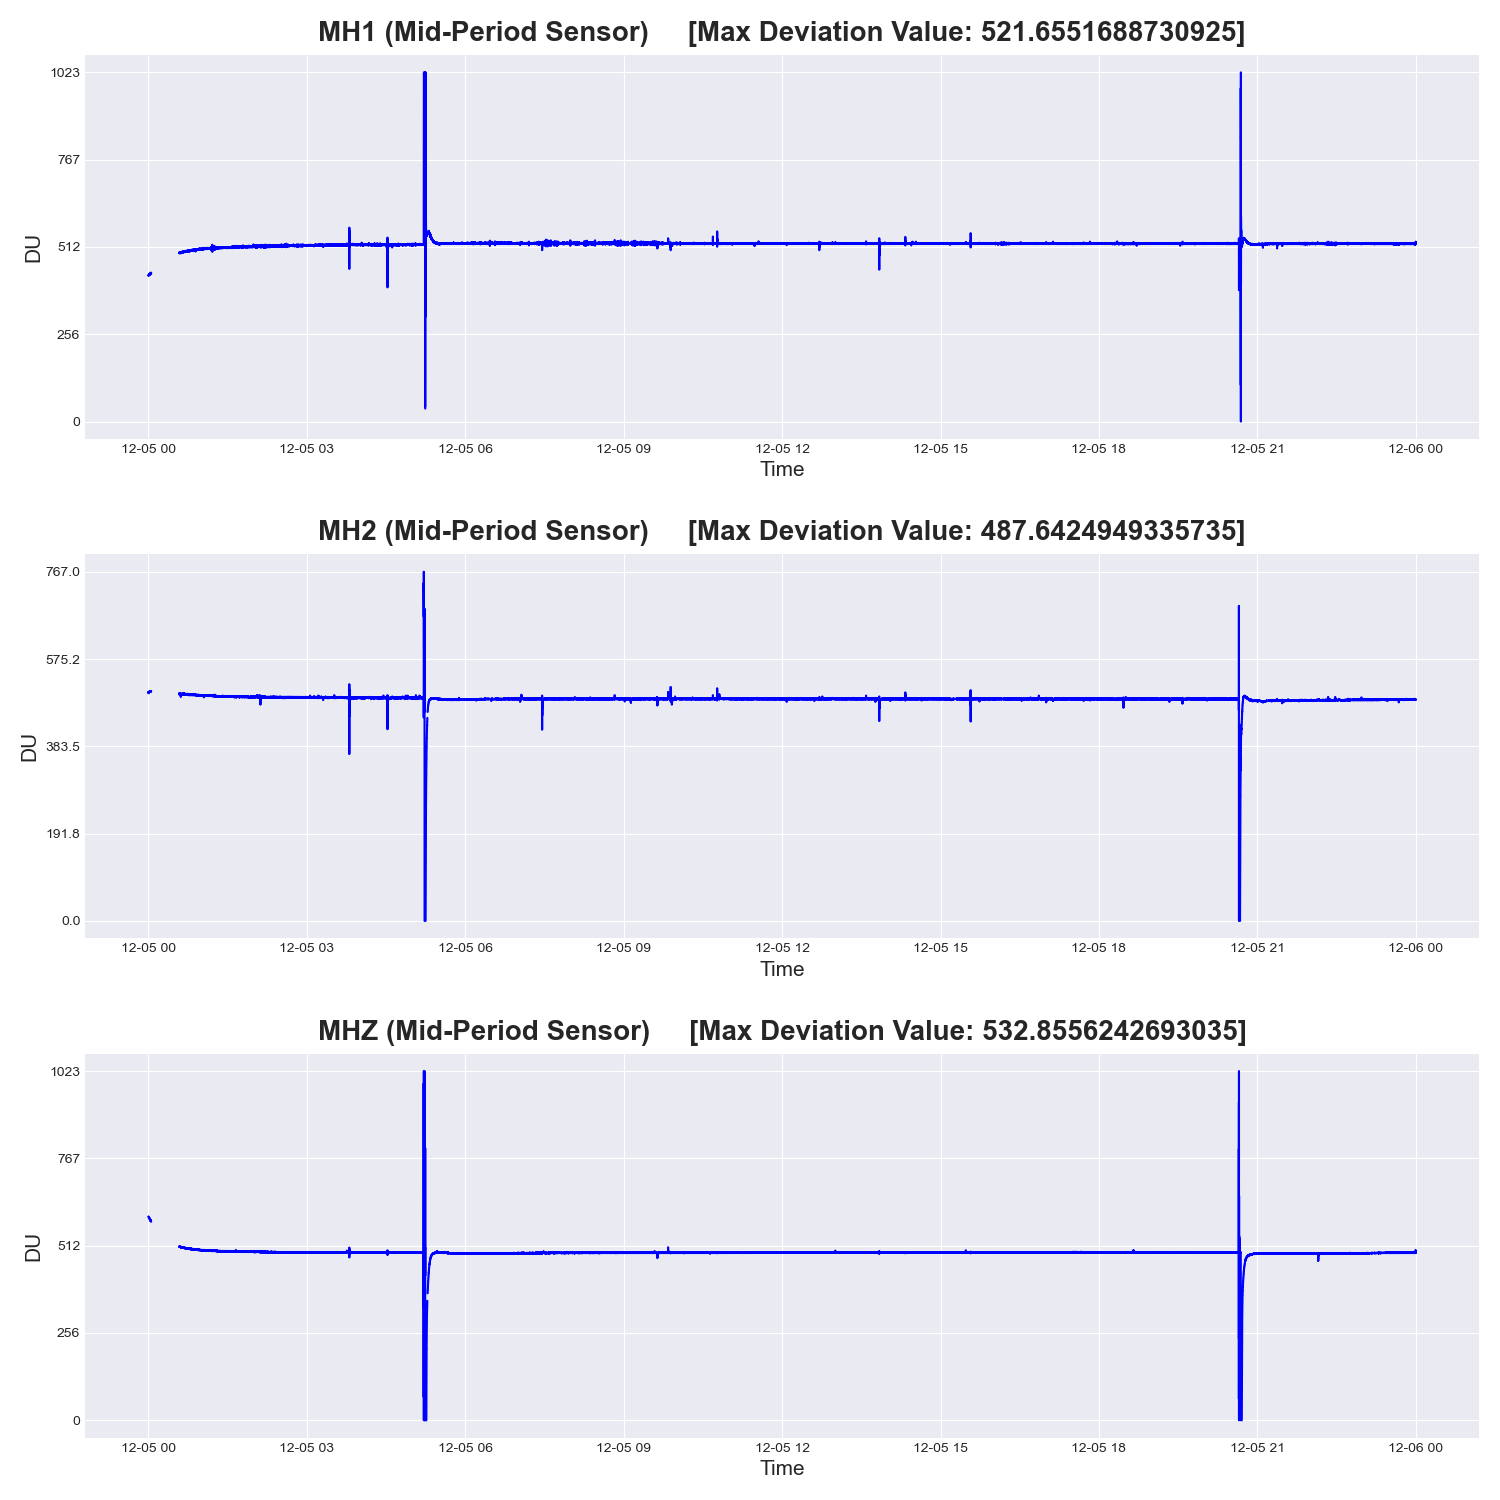 MH1 (Mid-Period Sensor) [Max Deviation Value: 521.6551688730925]
1023
767
512
256
0
DU
12-05 00 12-05 03 12-05 06 12-05 09 12-05 12 12-05 15 12-05 18 12-05 21 12-06 00
Time
MH2 (Mid-Period Sensor) [Max Deviation Value: 487.6424949335735]
767.0
575.2
383.5
191.8
0.0
DU
12-05 00 12-05 03 12-05 06 12-05 09 12-05 12 12-05 15 12-05 18 12-05 21 12-06 00
Time
MHZ (Mid-Period Sensor) [Max Deviation Value: 532.8556242693035]
1023
767
512
256
0
DU
12-05 00 12-05 03 12-05 06 12-05 09 12-05 12 12-05 15 12-05 18 12-05 21 12-06 00
Time